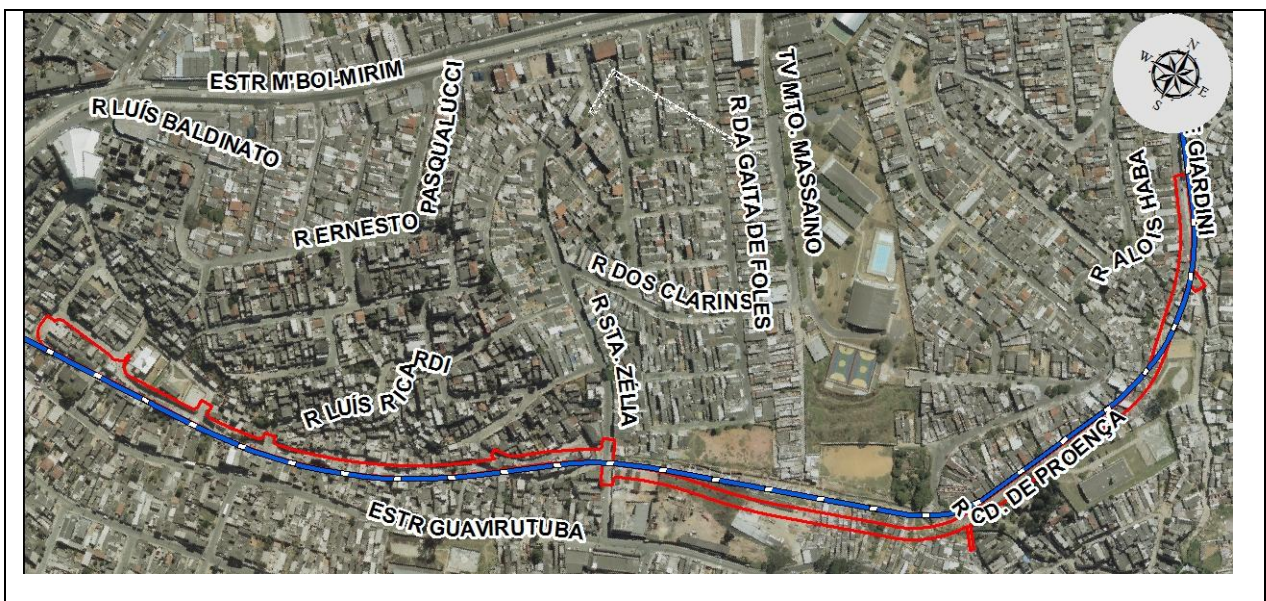 ESTR M'BOI-MIRIM
R LUÍS BALDINATO
R ERNESTO PASQUALUCCI
R DA GAITA DE FOLES
TV MTO. MASSAINO
N
W
E
S
GIARDINI
R ALOIS HABA
R DOS CLARINS
R STA. ZÉLIA
R LUÍS RICARDI
R CD. DE PROENÇA
ESTR GUAVIRUTUBA